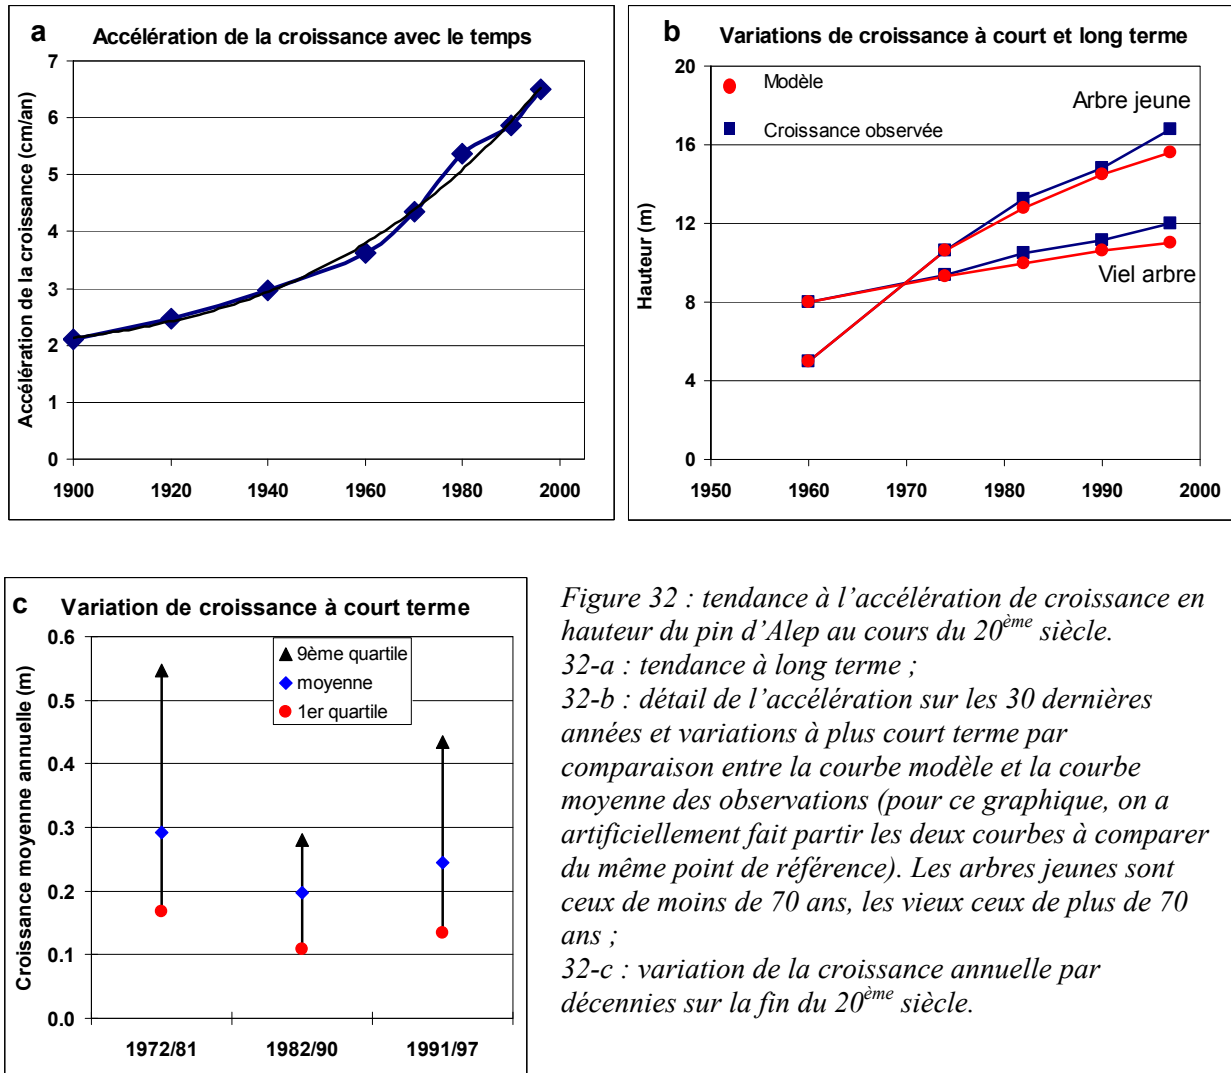 a Accélération de la croissance avec le temps
Accélération de la croissance (cm/an)
7
6
5
4
3
2
1
0
1900 1920 1940 1960 1980 2000
b Variations de croissance à court et long terme
Modèle
Croissance observée
Arbre jeune
Viel arbre
Hauteur (m)
20
16
12
8
4
0
1950 1960 1970 1980 1990 2000
c Variation de croissance à court terme
9ème quartile
moyenne
1er quartile
Croissance moyenne annuelle (m)
0.6
0.5
0.4
0.3
0.2
0.1
0.0
1972/81 1982/90 1991/97
Figure 32 : tendance à l'accélération de croissance en
hauteur du pin d'Alep au cours du 20ème siècle.
32-a : tendance à long terme ;
32-b : détail de l'accélération sur les 30 dernières
années et variations à plus court terme par
comparaison entre la courbe modèle et la courbe
moyenne des observations (pour ce graphique, on a
artificiellement fait partir les deux courbes à comparer
du même point de référence). Les arbres jeunes sont
ceux de moins de 70 ans, les vieux ceux de plus de 70
ans ;
32-c : variation de la croissance annuelle par
décennies sur la fin du 20ème siècle.